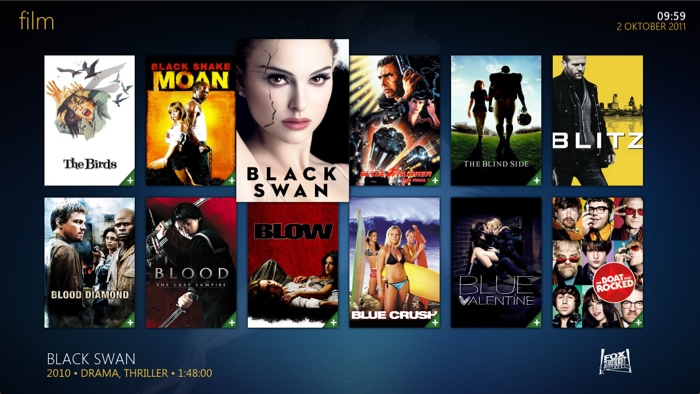 film
09:59
2 OKTOBER 2011
The Birds
BLACK SNAKE
MOAN
BLACK
SWAN
THE BLIND SIDE
BLITZ
BLOOD DIAMOND
BLOOD
THE LAST VAMPIRE
BLOW
BLUE CRUSH
BLUE
VALENTINE
THE
BOAT
THAT
ROCKED
BLACK SWAN
2010 • DRAMA, THRILLER • 1:48:00
FOX